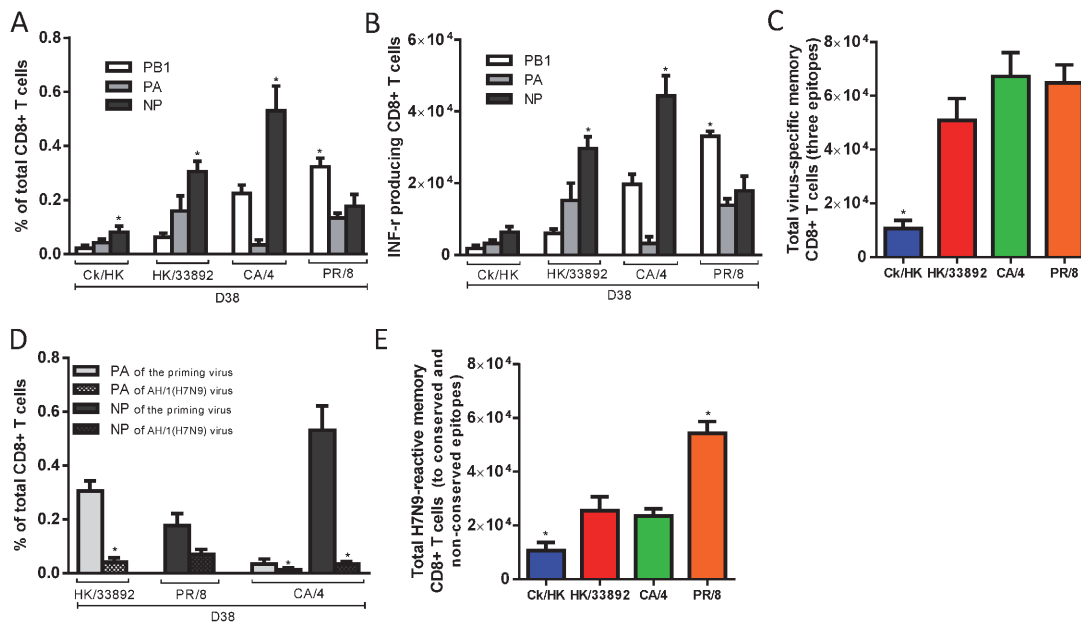 A
% of total CD8+ T cells
0.8
0.6
0.4
0.2
0.0
PB1
PA
NP
*
*
*
*
Ck/HK
HK/33892
CA/4
PR/8
D38
B
INF-r producing CD8+ T cells
6×10⁴
4×10⁴
2×10⁴
0
PB1
PA
NP
*
*
*
Ck/HK
HK/33892
CA/4
PR/8
D38
C
Total virus-specific memory
CD8+ T cells (three epitopes)
8×10⁴
6×10⁴
4×10⁴
2×10⁴
0
*
Ck/HK
HK/33892
CA/4
PR/8
D
% of total CD8+ T cells
0.8
0.6
0.4
0.2
0.0
PA of the priming virus
PA of AH/1(H7N9) virus
NP of the priming virus
NP of AH/1(H7N9) virus
*
*
*
HK/33892
PR/8
CA/4
D38
E
Total H7N9-reactive memory
CD8+ T cells (to conserved and
non-conserved epitopes)
8×10⁴
6×10⁴
4×10⁴
2×10⁴
0
*
*
Ck/HK
HK/33892
CA/4
PR/8